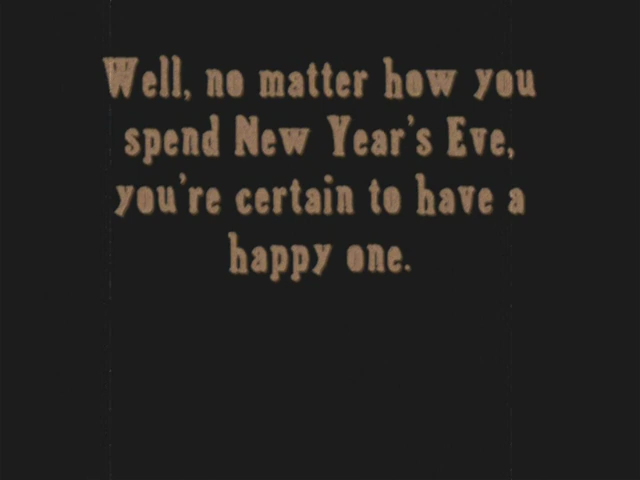 Well, no matter how you
spend New Year's Eve,
you're certain to have a
happy one.